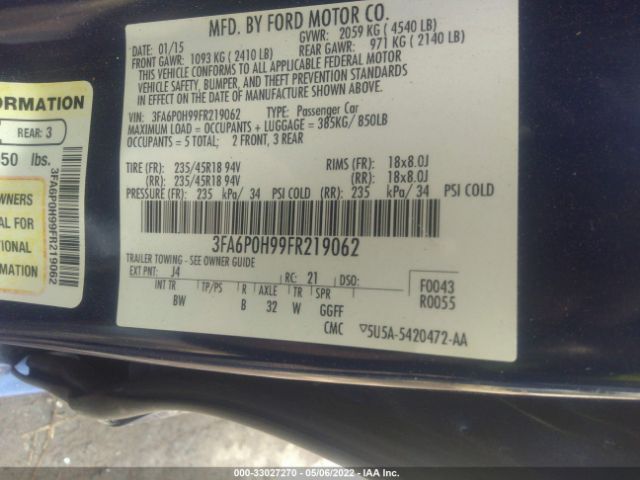 MFD. BY FORD MOTOR CO.
DATE: 01/15 GVWR: 2059 KG ( 4540 LB)
FRONT GAWR: 1093 KG ( 2410 LB) REAR GAWR: 971 KG ( 2140 LB)
THIS VEHICLE CONFORMS TO ALL APPLICABLE FEDERAL MOTOR
VEHICLE SAFETY, BUMPER, AND THEFT PREVENTION STANDARDS
IN EFFECT ON THE DATE OF MANUFACTURE SHOWN ABOVE.
VIN: 3FA6P0H99FR219062 TYPE: Passenger Car
MAXIMUM LOAD = OCCUPANTS + LUGGAGE = 385KG/ 850LB
OCCUPANTS = 5 TOTAL; 2 FRONT, 3 REAR
TIRE (FR): 235/45R18 94V RIMS (FR): 18x8.0J
(RR): 235/45R18 94V (RR): 18x8.0J
PRESSURE (FR): 235 kPa/ 34 PSI COLD (RR): 235 kPa/ 34 PSI COLD
3FA6P0H99FR219062
TRAILER TOWING - SEE OWNER GUIDE
EXT PNT: J4 RC: 21 DSO: F0043
INT TR TP/PS R AXLE TR SPR R0055
BW B 32 W GGFF
CMC ▽5U5A-5420472-AA
ORMATION
REAR: 3
50 lbs.
WNERS
AL FOR
TIONAL
MATION
3FA6P0H99FR219062
000-33027270 - 05/06/2022 - IAA Inc.